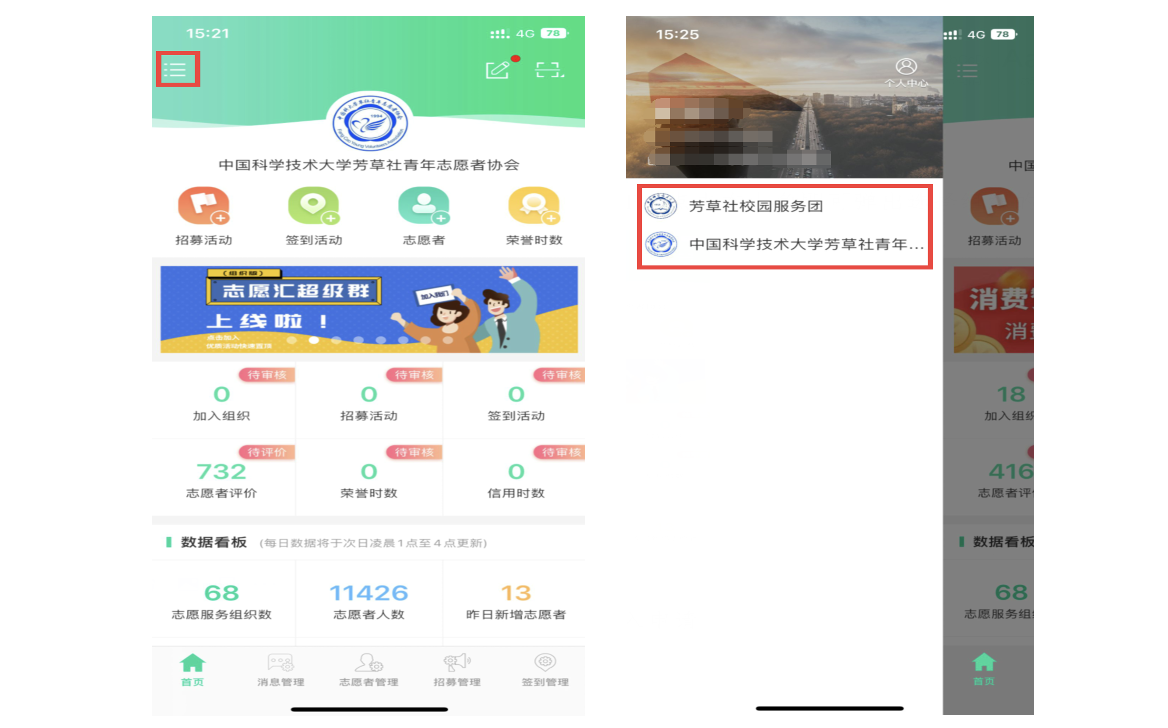 15:21
4G 78
中国科学技术大学芳草社青年志愿者协会
招募活动 签到活动 志愿者 荣誉时数
(组织版)
志愿汇超级群
上线啦！
加入我们
点击加入
待审核 待审核 待审核
0 0 0
加入组织 招募活动 签到活动
待评价 待审核 待审核
732 0 0
志愿者评价 荣誉时数 信用时数
数据看板 (每日数据将于次日凌晨1点至4点更新)
68 11426 13
志愿服务组织数 志愿者人数 昨日新增志愿者
首页 消息管理 志愿者管理 招募管理 签到管理
15:25
4G 78
个人中心
芳草社校园服务团
中国科学技术大学芳草社青年...
中国
招募活动
消费
消
18
加入组织
416
志愿者评
数据看板
68
志愿服务组
首页